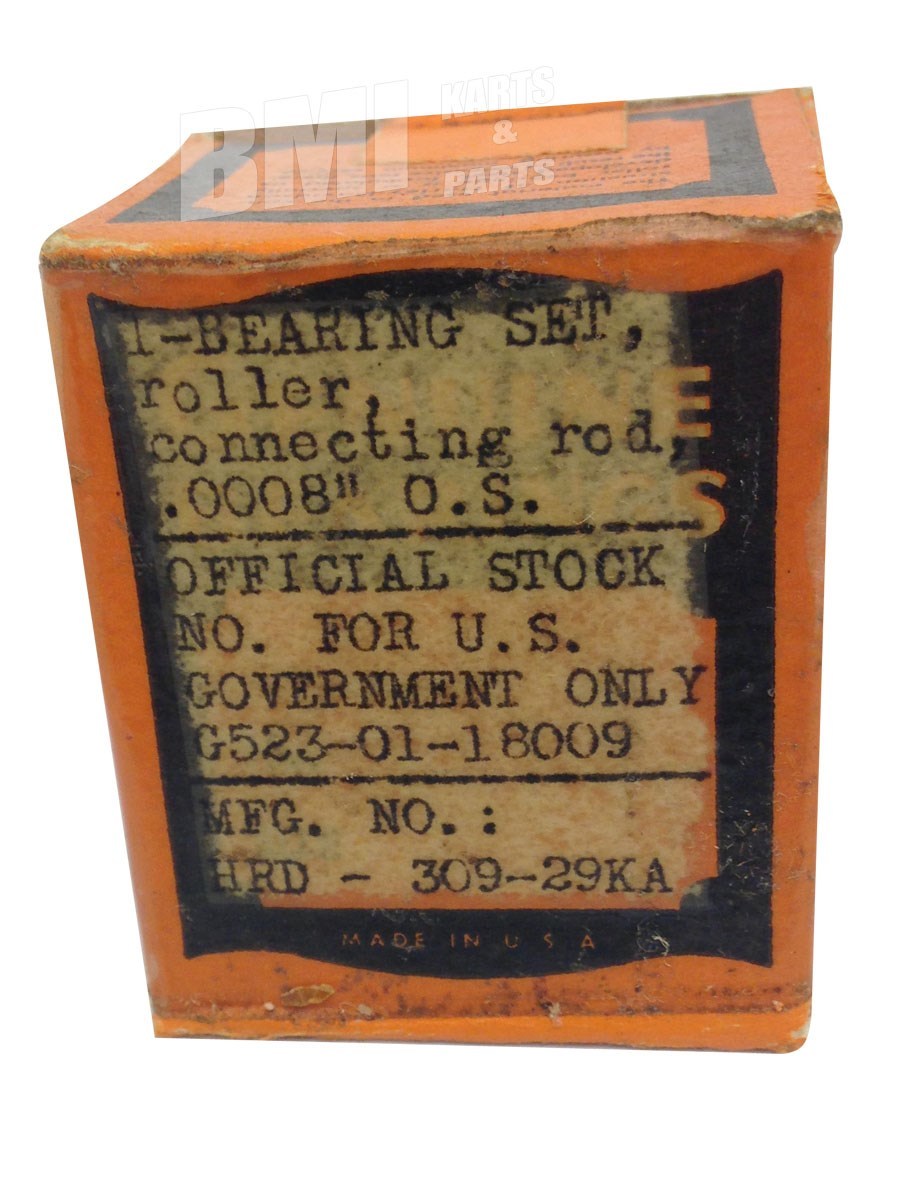 BMI KARTS
&
PARTS
1-BEARING SET,
roller,
connecting rod,
.0008" O.S.
OFFICIAL STOCK
NO. FOR U.S.
GOVERNMENT ONLY
G523-01-18009
MFG. NO.:
HRD - 309-29KA
MADE IN U S A